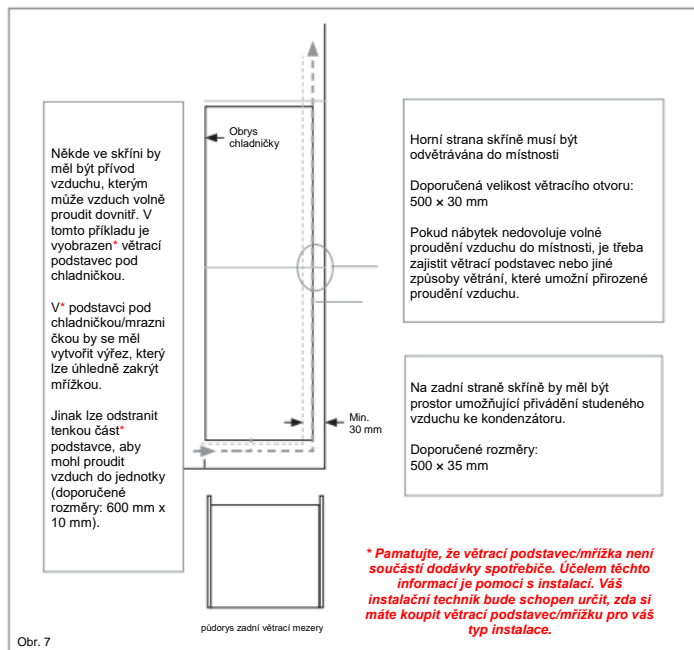 Někde ve skříni by
měl být přívod
vzduchu, kterým
může vzduch volně
proudit dovnitř. V
tomto příkladu je
vyobrazen* větrací
podstavec pod
chladničkou.
V* podstavci pod
chladničkou/mrazni
čkou by se měl
vytvořit výřez, který
lze úhledně zakrýt
mřížkou.
Jinak lze odstranit
tenkou část*
podstavce, aby
mohl proudit
vzduch do jednotky
(doporučené
rozměry: 600 mm x
10 mm).
Obrys
chladničky
Min.
30 mm
půdorys zadní větrací mezery
Horní strana skříně musí být
odvětrávána do místnosti
Doporučená velikost větracího otvoru:
500 × 30 mm
Pokud nábytek nedovoluje volné
proudění vzduchu do místnosti, je třeba
zajistit větrací podstavec nebo jiné
způsoby větrání, které umožní přirozené
proudění vzduchu.
Na zadní straně skříně by měl být
prostor umožňující přivádění studeného
vzduchu ke kondenzátoru.
Doporučené rozměry:
500 × 35 mm
* Pamatujte, že větrací podstavec/mřížka není
součástí dodávky spotřebiče. Účelem těchto
informací je pomoci s instalací. Váš
instalační technik bude schopen určit, zda si
máte koupit větrací podstavec/mřížku pro váš
typ instalace.
Obr. 7